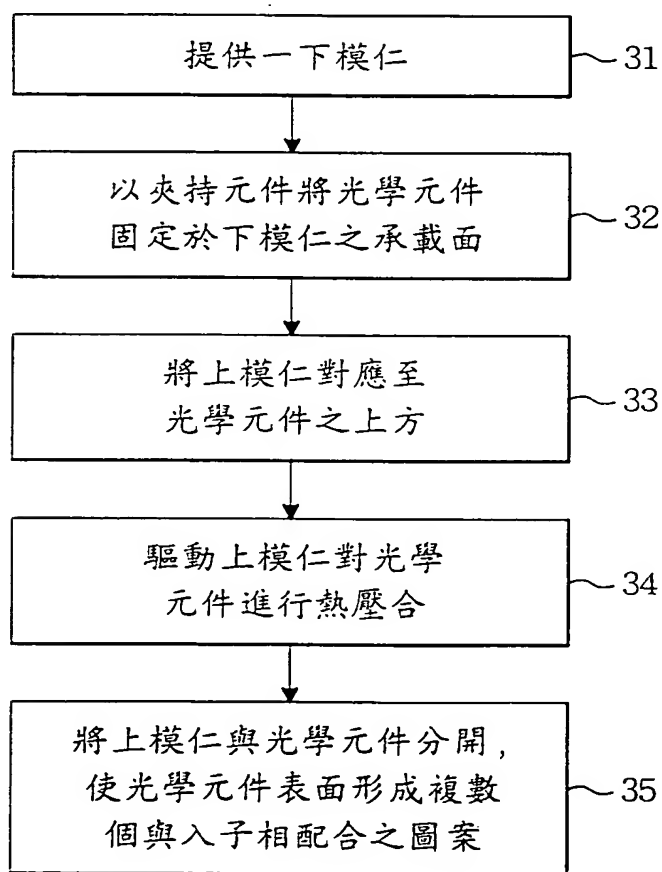 提供一下模仁
31
以夾持元件將光學元件
固定於下模仁之承載面
32
將上模仁對應至
光學元件之上方
33
驅動上模仁對光學
元件進行熱壓合
34
將上模仁與光學元件分開,
使光學元件表面形成複數
個與入子相配合之圖案
35